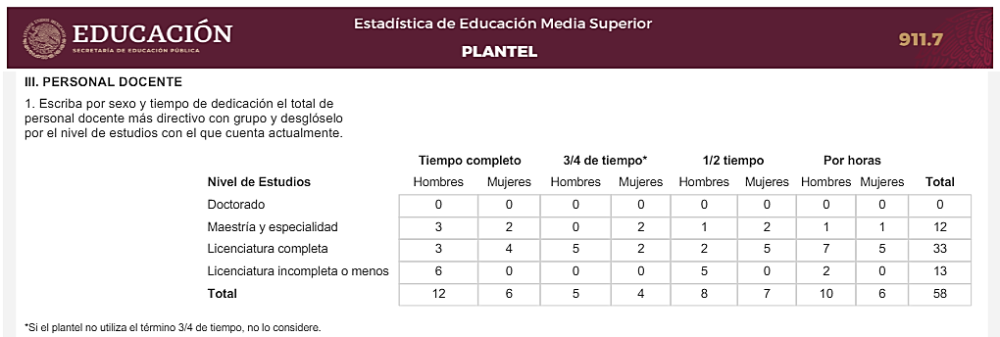 EDUCACIÓN
SECRETARÍA DE EDUCACIÓN PÚBLICA
Estadística de Educación Media Superior
PLANTEL
911.7
III. PERSONAL DOCENTE
1. Escriba por sexo y tiempo de dedicación el total de
personal docente más directivo con grupo y desglóselo
por el nivel de estudios con el que cuenta actualmente.
Tiempo completo 3/4 de tiempo* 1/2 tiempo Por horas
Nivel de Estudios Hombres Mujeres Hombres Mujeres Hombres Mujeres Hombres Mujeres Total
Doctorado 0 0 0 0 0 0 0 0 0
Maestría y especialidad 3 2 0 2 1 2 1 1 12
Licenciatura completa 3 4 5 2 2 5 7 5 33
Licenciatura incompleta o menos 6 0 0 0 5 0 2 0 13
Total 12 6 5 4 8 7 10 6 58
*Si el plantel no utiliza el término 3/4 de tiempo, no lo considere.